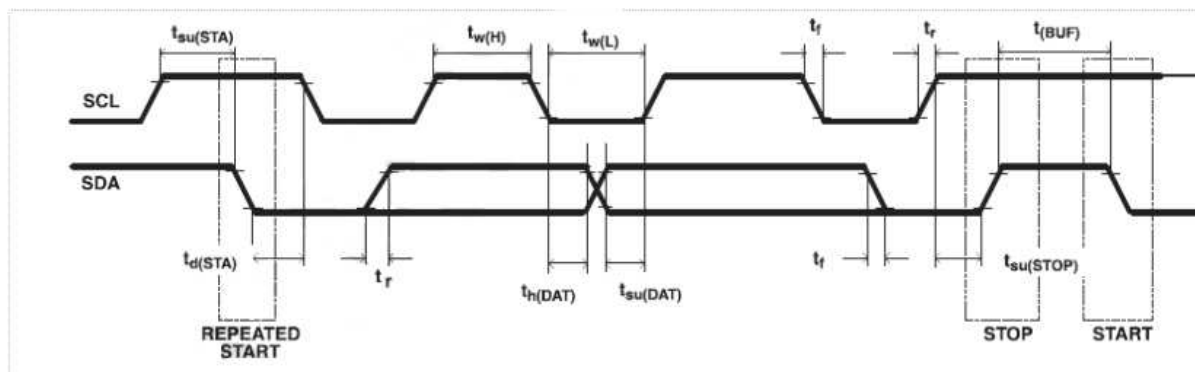 tsu(STA)
tw(H)
tw(L)
tf
tr
t(BUF)
SCL
SDA
td(STA)
tr
th(DAT)
tsu(DAT)
tf
tsu(STOP)
REPEATED
START
STOP
START